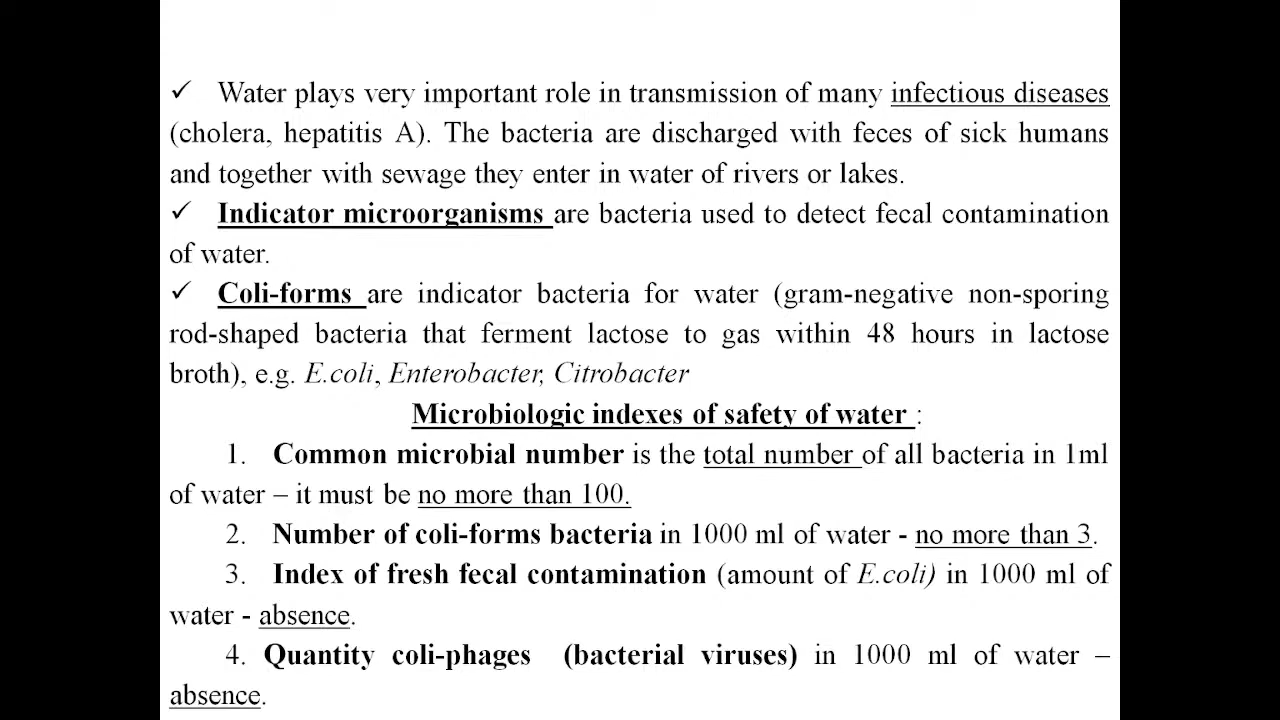 ✓ Water plays very important role in transmission of many infectious diseases
(cholera, hepatitis A). The bacteria are discharged with feces of sick humans
and together with sewage they enter in water of rivers or lakes.
✓ Indicator microorganisms are bacteria used to detect fecal contamination
of water.
✓ Coli-forms are indicator bacteria for water (gram-negative non-sporing
rod-shaped bacteria that ferment lactose to gas within 48 hours in lactose
broth), e.g. E.coli, Enterobacter, Citrobacter
Microbiologic indexes of safety of water :
1. Common microbial number is the total number of all bacteria in 1ml
of water – it must be no more than 100.
2. Number of coli-forms bacteria in 1000 ml of water - no more than 3.
3. Index of fresh fecal contamination (amount of E.coli) in 1000 ml of
water - absence.
4. Quantity coli-phages (bacterial viruses) in 1000 ml of water –
absence.